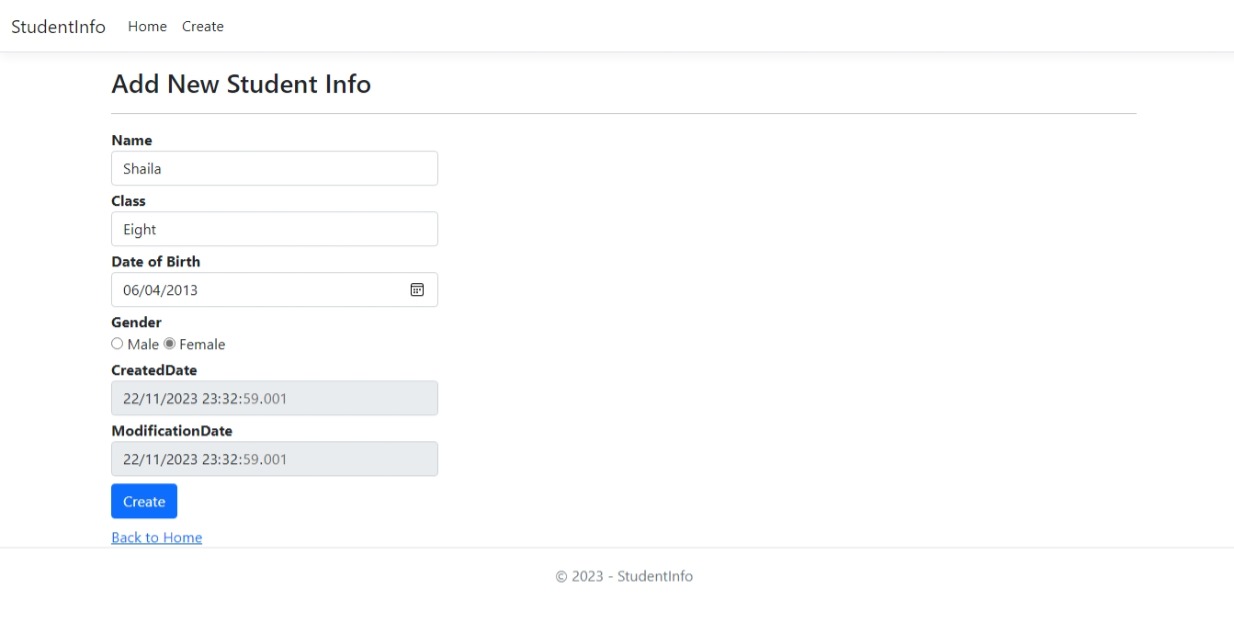 StudentInfo Home Create
Add New Student Info
Name
Shaila
Class
Eight
Date of Birth
06/04/2013
Gender
Male Female
CreatedDate
22/11/2023 23:32:59.001
ModificationDate
22/11/2023 23:32:59.001
Create
Back to Home
© 2023 - StudentInfo